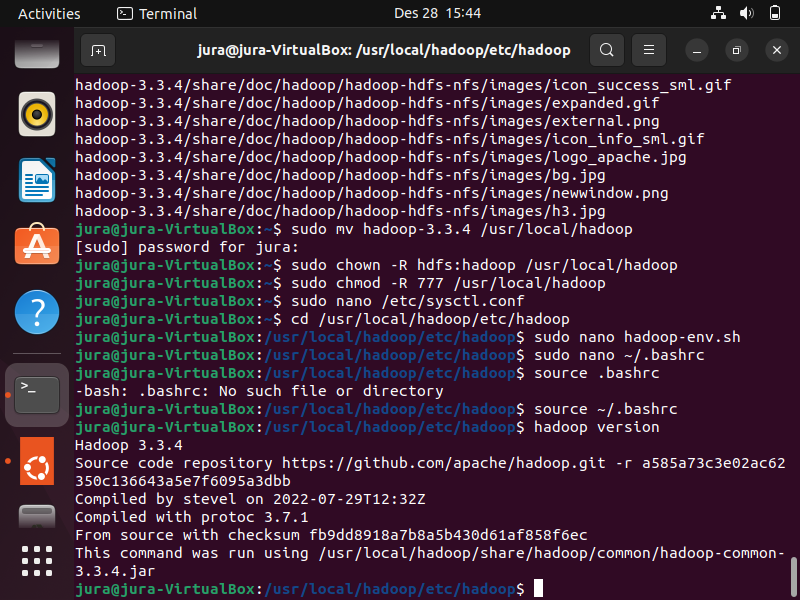 Activities
Terminal
Des 28 15:44
jura@jura-VirtualBox: /usr/local/hadoop/etc/hadoop
hadoop-3.3.4/share/doc/hadoop/hadoop-hdfs-nfs/images/icon_success_sml.gif
hadoop-3.3.4/share/doc/hadoop/hadoop-hdfs-nfs/images/expanded.gif
hadoop-3.3.4/share/doc/hadoop/hadoop-hdfs-nfs/images/external.png
hadoop-3.3.4/share/doc/hadoop/hadoop-hdfs-nfs/images/icon_info_sml.gif
hadoop-3.3.4/share/doc/hadoop/hadoop-hdfs-nfs/images/logo_apache.jpg
hadoop-3.3.4/share/doc/hadoop/hadoop-hdfs-nfs/images/bg.jpg
hadoop-3.3.4/share/doc/hadoop/hadoop-hdfs-nfs/images/newwindow.png
hadoop-3.3.4/share/doc/hadoop/hadoop-hdfs-nfs/images/h3.jpg
jura@jura-VirtualBox:~$ sudo mv hadoop-3.3.4 /usr/local/hadoop
[sudo] password for jura:
jura@jura-VirtualBox:~$ sudo chown -R hdfs:hadoop /usr/local/hadoop
jura@jura-VirtualBox:~$ sudo chmod -R 777 /usr/local/hadoop
jura@jura-VirtualBox:~$ sudo nano /etc/sysctl.conf
jura@jura-VirtualBox:~$ cd /usr/local/hadoop/etc/hadoop
jura@jura-VirtualBox:/usr/local/hadoop/etc/hadoop$ sudo nano hadoop-env.sh
jura@jura-VirtualBox:/usr/local/hadoop/etc/hadoop$ sudo nano ~/.bashrc
jura@jura-VirtualBox:/usr/local/hadoop/etc/hadoop$ source .bashrc
-bash: .bashrc: No such file or directory
jura@jura-VirtualBox:/usr/local/hadoop/etc/hadoop$ source ~/.bashrc
jura@jura-VirtualBox:/usr/local/hadoop/etc/hadoop$ hadoop version
Hadoop 3.3.4
Source code repository https://github.com/apache/hadoop.git -r a585a73c3e02ac62
350c136643a5e7f6095a3dbb
Compiled by stevel on 2022-07-29T12:32Z
Compiled with protoc 3.7.1
From source with checksum fb9dd8918a7b8a5b430d61af858f6ec
This command was run using /usr/local/hadoop/share/hadoop/common/hadoop-common-
3.3.4.jar
jura@jura-VirtualBox:/usr/local/hadoop/etc/hadoop$